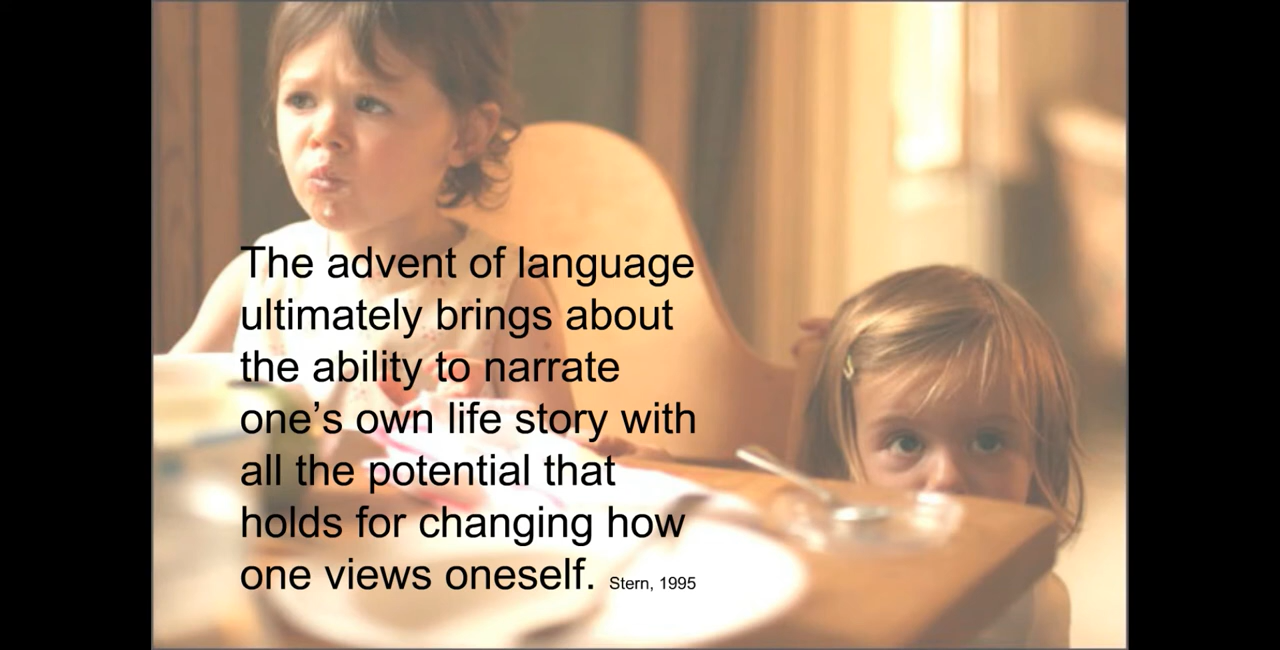 The advent of language
ultimately brings about
the ability to narrate
one’s own life story with
all the potential that
holds for changing how
one views oneself. Stern, 1995